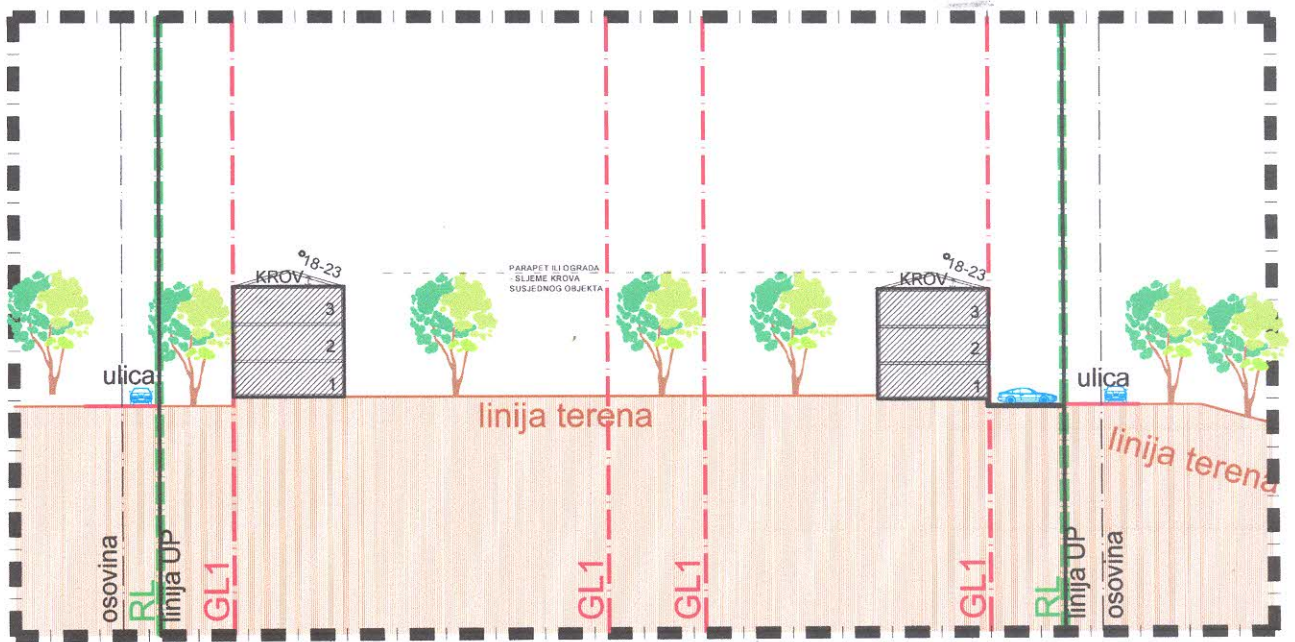 °18-23
KROV
PARAPET ILI OGRADA
- SLJEME KROVA
SUSJEDNOG OBJEKTA
°18-23
KROV
3
2
1
3
2
1
ulica
ulica
linija terena
linija terena
osovina
RL
linija UP
GL1
GL1
GL1
GL1
RL
linija UP
osovina